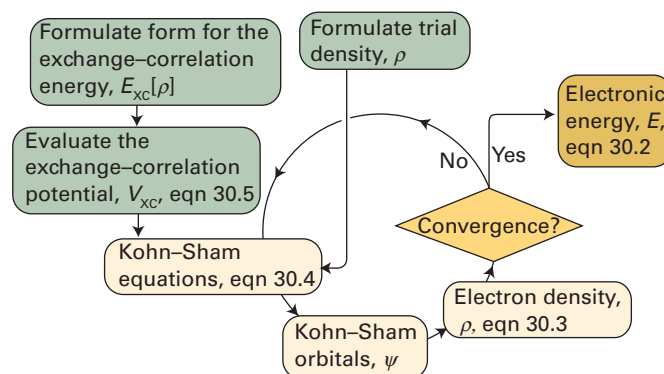 Formulate form for the
exchange–correlation
energy, E_XC[ρ]
Formulate trial
density, ρ
Evaluate the
exchange–correlation
potential, V_XC, eqn 30.5
Kohn–Sham
equations, eqn 30.4
Kohn–Sham
orbitals, ψ
Electron density,
ρ, eqn 30.3
Convergence?
No
Yes
Electronic
energy, E,
eqn 30.2